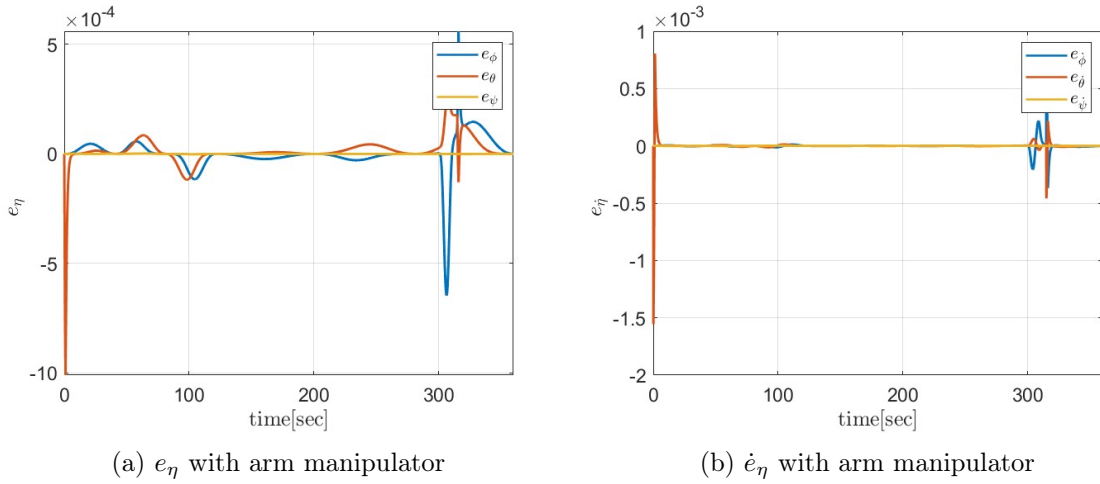 ×10⁻⁴
5
0
-5
-10
e_η
0 100 200 300
time[sec]
e_ϕ
e_θ
e_ψ
(a) e_η with arm manipulator
×10⁻³
1
0.5
0
-0.5
-1
-1.5
-2
e_η̇
0 100 200 300
time[sec]
e_ϕ̇
e_θ̇
e_ψ̇
(b) ė_η with arm manipulator